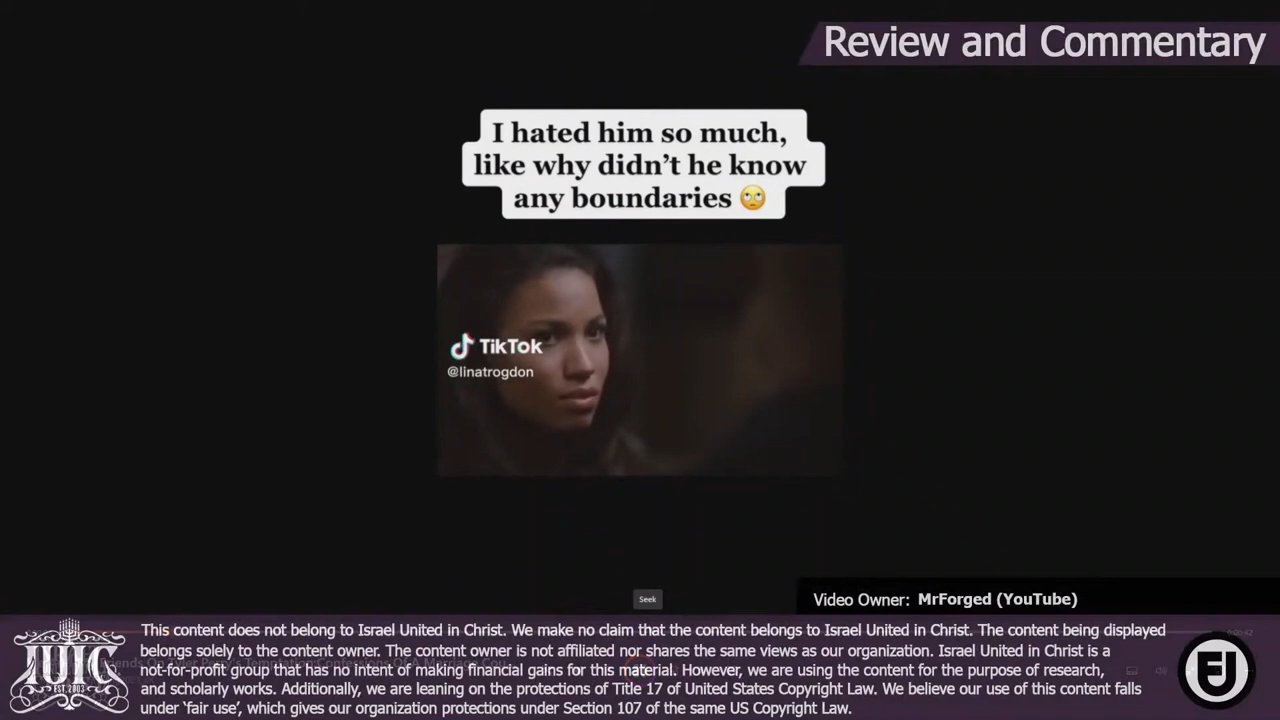 Review and Commentary
I hated him so much,
like why didn't he know
any boundaries 🙄
TikTok
@linatrogdon
Seek
Video Owner: MrForged (YouTube)
IUIC
EST. 2003
This content does not belong to Israel United in Christ. We make no claim that the content belongs to Israel United in Christ. The content being displayed
belongs solely to the content owner. The content owner is not affiliated nor shares the same views as our organization. Israel United in Christ is a
not-for-profit group that has no intent of making financial gains for this material. However, we are using the content for the purpose of research,
and scholarly works. Additionally, we are leaning on the protections of Title 17 of United States Copyright Law. We believe our use of this content falls
under 'fair use', which gives our organization protections under Section 107 of the same US Copyright Law.